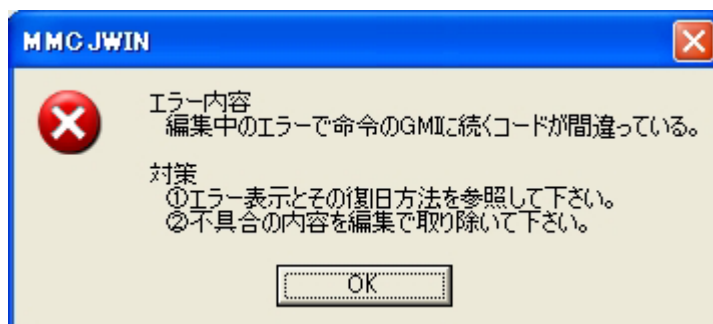 MMCJWIN
エラー内容
編集中のエラーで命令のGMに続くコードが間違っている。
対策
①エラー表示とその復旧方法を参照して下さい。
②不具合の内容を編集で取り除いて下さい。
OK